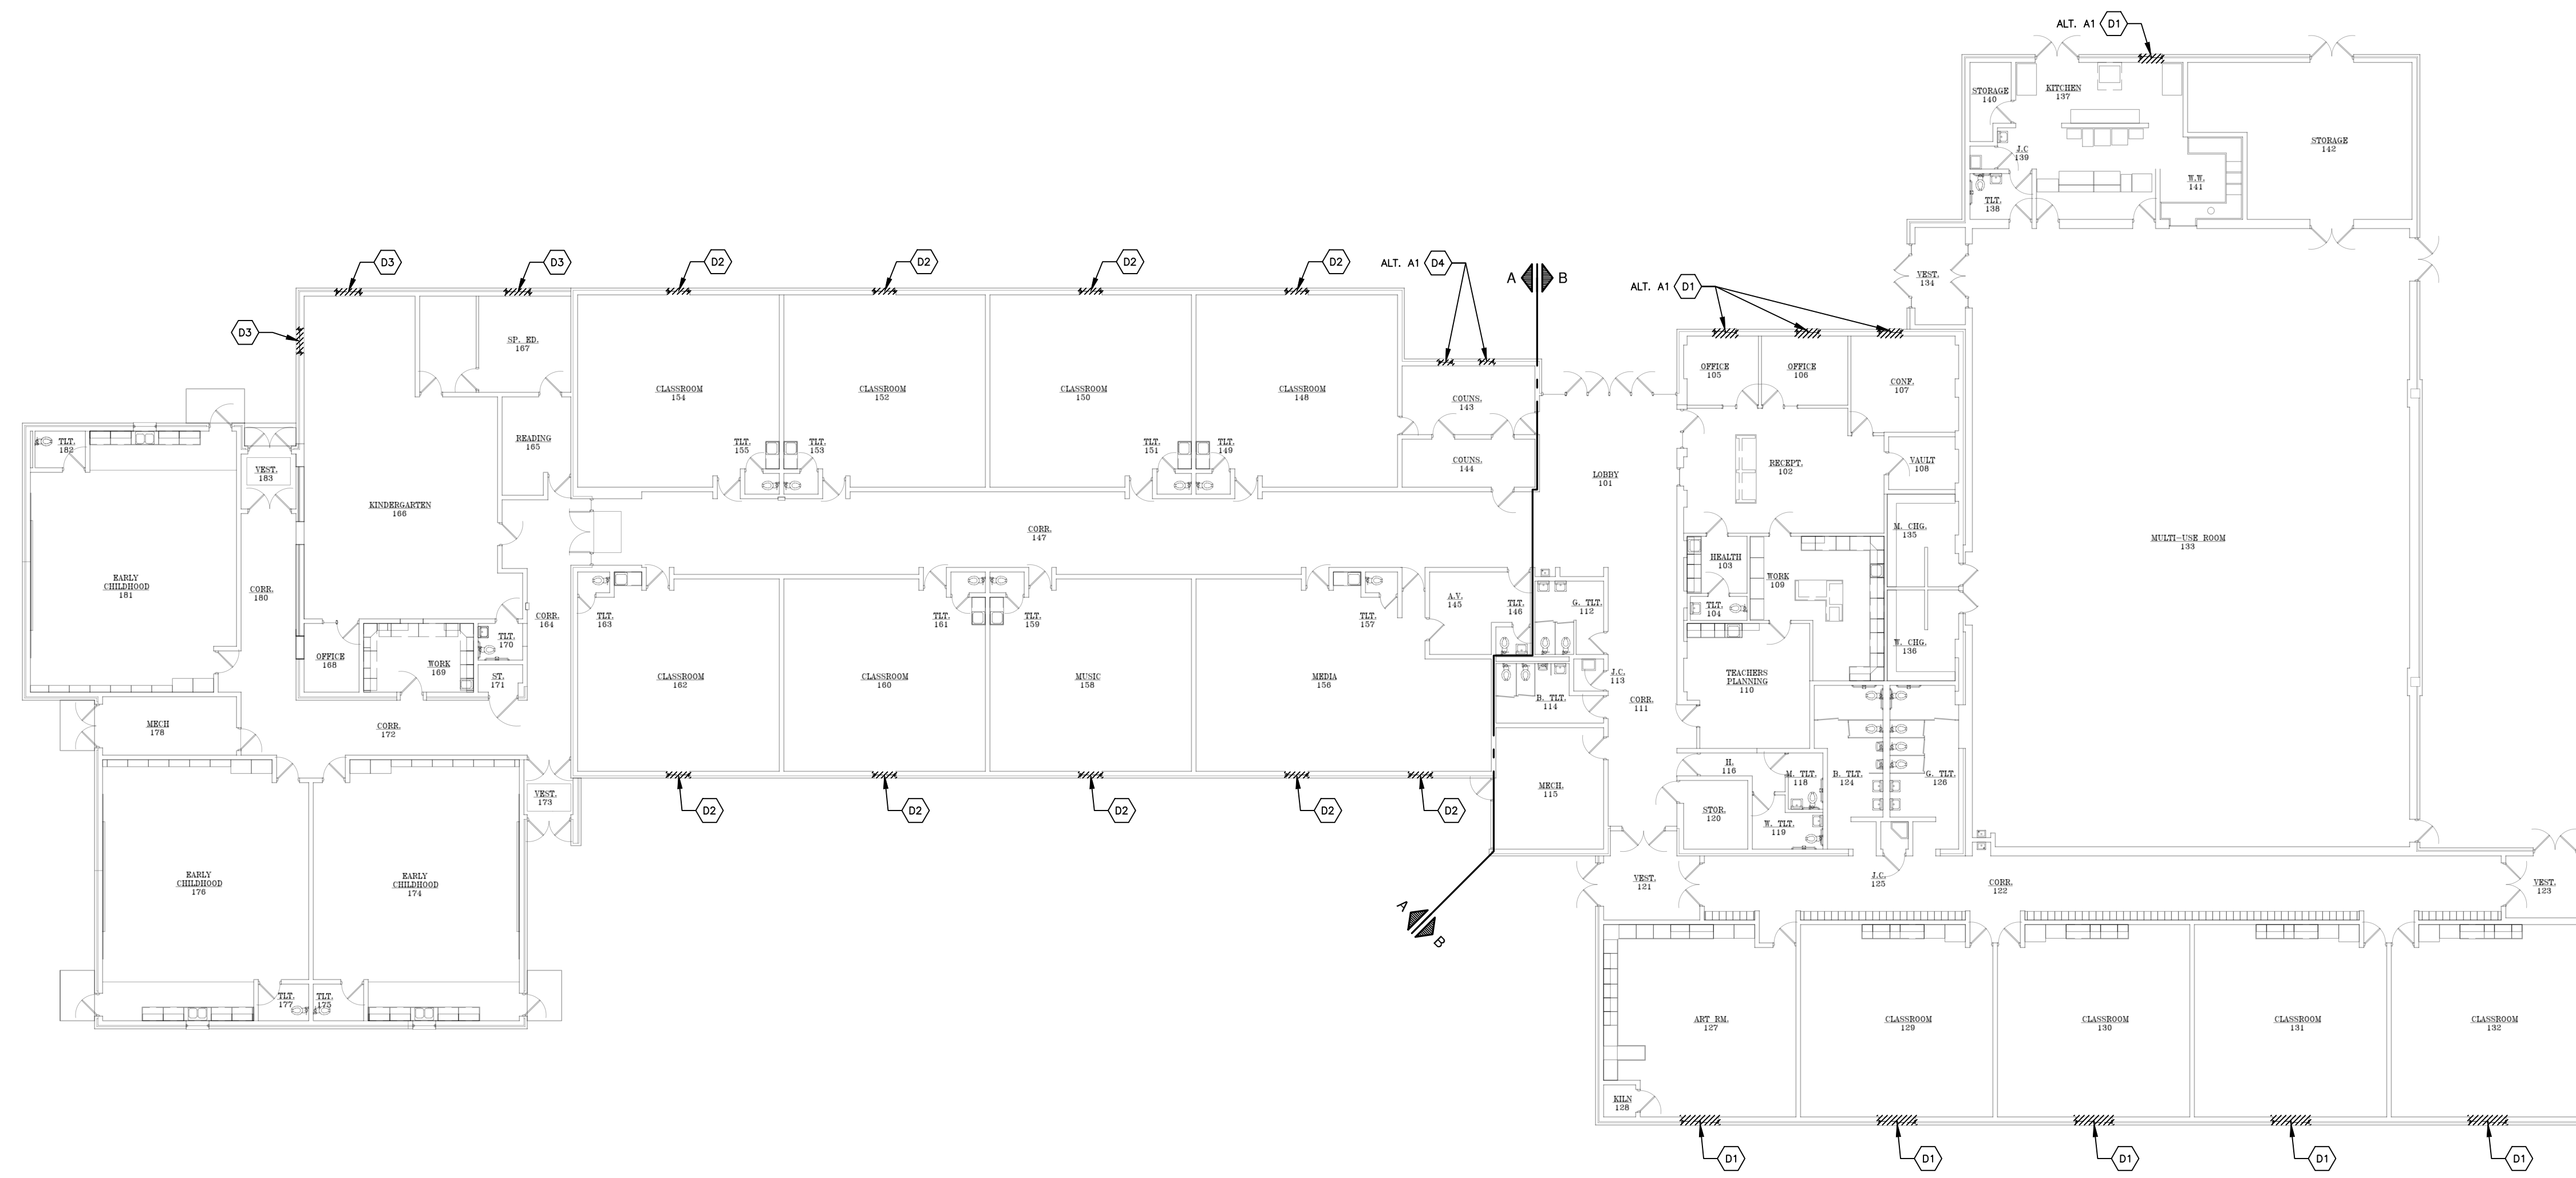 ALT. A1 D1
STORAGE
140
KITCHEN
137
J.C
139
STORAGE
142
W.W.
141
TLT.
138
D3
D3
D2
D2
D2
D2
ALT. A1 D4
A B
VEST.
134
ALT. A1 D1
D3
SP. ED.
167
CLASSROOM
154
CLASSROOM
152
CLASSROOM
150
CLASSROOM
148
COUNS.
143
OFFICE
105
OFFICE
106
CONF.
107
TLT.
182
VEST.
183
READING
165
TLT.
155
TLT.
153
TLT.
151
TLT.
149
COUNS.
144
LOBBY
101
RECEPT.
102
VAULT
108
KINDERGARTEN
166
CORR.
147
M. CHG.
135
MULTI-USE ROOM
133
EARLY
CHILDHOOD
181
CORR.
180
HEALTH
103
WORK
109
CORR.
164
TLT.
163
TLT.
161
TLT.
159
TLT.
157
A.V.
145
TLT.
146
G. TLT.
112
TLT.
104
OFFICE
168
WORK
169
TLT.
170
ST.
171
W. CHG.
136
CLASSROOM
162
CLASSROOM
160
MUSIC
158
MEDIA
156
J.C.
113
B. TLT.
114
CORR.
111
TEACHERS
PLANNING
110
MECH
178
CORR.
172
H.
116
M. TLT.
118
B. TLT.
124
G. TLT.
126
VEST.
173
MECH.
115
STOR.
120
W. TLT.
119
D2
D2
D2
D2
D2
EARLY
CHILDHOOD
176
EARLY
CHILDHOOD
174
VEST.
121
J.C.
125
CORR.
122
VEST.
123
A
B
TLT.
177
TLT.
175
ART RM.
127
CLASSROOM
129
CLASSROOM
130
CLASSROOM
131
CLASSROOM
132
KILN
128
D1
D1
D1
D1
D1